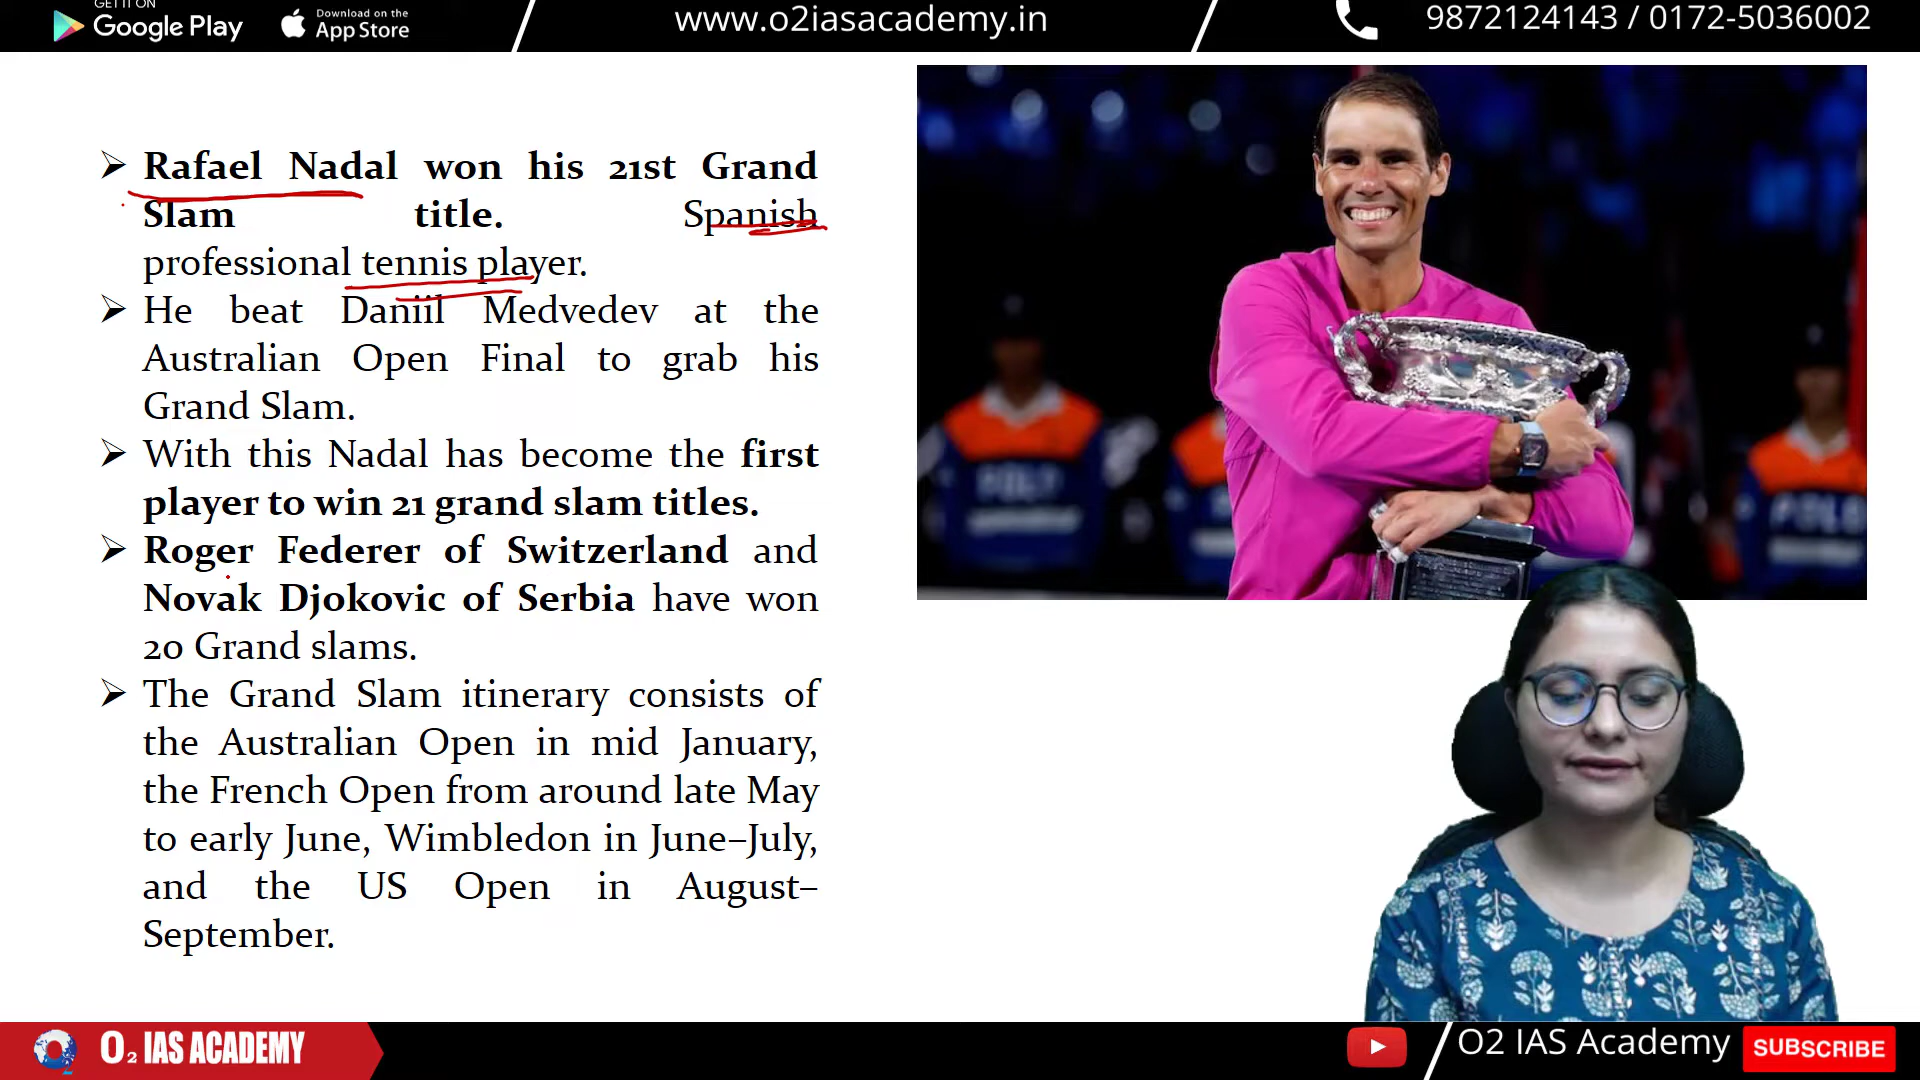 GET IT ON
Google Play
Download on the
App Store
www.o2iasacademy.in
9872124143 / 0172-5036002
➢ Rafael Nadal won his 21st Grand
Slam title. Spanish
professional tennis player.
➢ He beat Daniil Medvedev at the
Australian Open Final to grab his
Grand Slam.
➢ With this Nadal has become the first
player to win 21 grand slam titles.
➢ Roger Federer of Switzerland and
Novak Djokovic of Serbia have won
20 Grand slams.
➢ The Grand Slam itinerary consists of
the Australian Open in mid January,
the French Open from around late May
to early June, Wimbledon in June–July,
and the US Open in August–
September.
O2 IAS ACADEMY
O2 IAS Academy
SUBSCRIBE